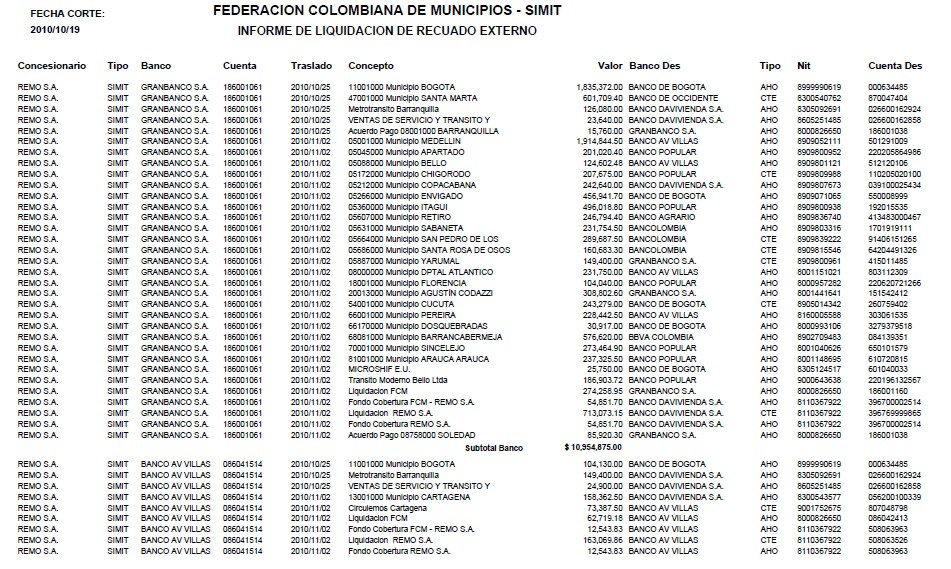 FECHA CORTE:
2010/10/19
FEDERACION COLOMBIANA DE MUNICIPIOS - SIMIT
INFORME DE LIQUIDACION DE RECUADO EXTERNO
Concesionario Tipo Banco Cuenta Traslado Concepto Valor Banco Des Tipo Nit Cuenta Des
REMO S.A. SIMIT GRANBANCO S.A. 186001061 2010/10/25 11001000 Municipio BOGOTA 1,835,372.00 BANCO DE BOGOTA AHO 8999990619 000634485
REMO S.A. SIMIT GRANBANCO S.A. 186001061 2010/10/25 47001000 Municipio SANTA MARTA 601,709.40 BANCO DE OCCIDENTE CTE 8300540762 870047404
REMO S.A. SIMIT GRANBANCO S.A. 186001061 2010/10/25 Metrotransito Barranquilla 126,080.00 BANCO DAVIVIENDA S.A. AHO 8305092691 026600162924
REMO S.A. SIMIT GRANBANCO S.A. 186001061 2010/10/25 VENTAS DE SERVICIO Y TRANSITO Y 23,640.00 BANCO DAVIVIENDA S.A. AHO 8605251485 026600162858
REMO S.A. SIMIT GRANBANCO S.A. 186001061 2010/10/25 Acuerdo Pago 08001000 BARRANQUILLA 15,760.00 GRANBANCO S.A. AHO 8000826650 186001038
REMO S.A. SIMIT GRANBANCO S.A. 186001061 2010/11/02 05001000 Municipio MEDELLIN 1,914,844.50 BANCO AV VILLAS AHO 8909052111 501291009
REMO S.A. SIMIT GRANBANCO S.A. 186001061 2010/11/02 05045000 Municipio APARTADO 201,020.40 BANCO POPULAR AHO 8909800952 220205864986
REMO S.A. SIMIT GRANBANCO S.A. 186001061 2010/11/02 05088000 Municipio BELLO 124,602.48 BANCO AV VILLAS AHO 8909801121 512120106
REMO S.A. SIMIT GRANBANCO S.A. 186001061 2010/11/02 05172000 Municipio CHIGORODO 207,675.00 BANCO POPULAR CTE 8909809988 110205020100
REMO S.A. SIMIT GRANBANCO S.A. 186001061 2010/11/02 05212000 Municipio COPACABANA 242,640.00 BANCO DAVIVIENDA S.A. AHO 8909807673 039100025434
REMO S.A. SIMIT GRANBANCO S.A. 186001061 2010/11/02 05266000 Municipio ENVIGADO 456,941.70 BANCO DE BOGOTA AHO 8909071065 550008999
REMO S.A. SIMIT GRANBANCO S.A. 186001061 2010/11/02 05360000 Municipio ITAGUI 496,018.80 BANCO POPULAR AHO 8909800938 192015535
REMO S.A. SIMIT GRANBANCO S.A. 186001061 2010/11/02 05607000 Municipio RETIRO 246,794.40 BANCO AGRARIO AHO 8909836740 413483000467
REMO S.A. SIMIT GRANBANCO S.A. 186001061 2010/11/02 05631000 Municipio SABANETA 231,754.50 BANCOLOMBIA AHO 8909803316 1701919111
REMO S.A. SIMIT GRANBANCO S.A. 186001061 2010/11/02 05664000 Municipio SAN PEDRO DE LOS 289,687.50 BANCOLOMBIA CTE 8909839222 91406151265
REMO S.A. SIMIT GRANBANCO S.A. 186001061 2010/11/02 05686000 Municipio SANTA ROSA DE OSOS 160,683.30 BANCOLOMBIA CTE 8909815546 64204491326
REMO S.A. SIMIT GRANBANCO S.A. 186001061 2010/11/02 05887000 Municipio YARUMAL 149,400.00 GRANBANCO S.A. CTE 8909800961 415011485
REMO S.A. SIMIT GRANBANCO S.A. 186001061 2010/11/02 08000000 Municipio DPTAL ATLANTICO 231,750.00 BANCO AV VILLAS AHO 8001151021 803112309
REMO S.A. SIMIT GRANBANCO S.A. 186001061 2010/11/02 18001000 Municipio FLORENCIA 104,040.00 BANCO POPULAR AHO 8000957282 220620721266
REMO S.A. SIMIT GRANBANCO S.A. 186001061 2010/11/02 20013000 Municipio AGUSTÍN CODAZZI 308,802.60 GRANBANCO S.A. AHO 8001441641 151542412
REMO S.A. SIMIT GRANBANCO S.A. 186001061 2010/11/02 54001000 Municipio CUCUTA 243,279.00 BANCO DE BOGOTA CTE 8905014342 260759402
REMO S.A. SIMIT GRANBANCO S.A. 186001061 2010/11/02 66001000 Municipio PEREIRA 228,442.50 BANCO AV VILLAS AHO 8160005588 303061535
REMO S.A. SIMIT GRANBANCO S.A. 186001061 2010/11/02 66170000 Municipio DOSQUEBRADAS 30,917.00 BANCO DE BOGOTA AHO 8000993106 3279379518
REMO S.A. SIMIT GRANBANCO S.A. 186001061 2010/11/02 68081000 Municipio BARRANCABERMEJA 576,620.00 BBVA COLOMBIA AHO 8902709483 084139351
REMO S.A. SIMIT GRANBANCO S.A. 186001061 2010/11/02 70001000 Municipio SINCELEJO 273,464.90 BANCO POPULAR AHO 8001040626 650101579
REMO S.A. SIMIT GRANBANCO S.A. 186001061 2010/11/02 81001000 Municipio ARAUCA ARAUCA 237,325.50 BANCO POPULAR AHO 8001148695 610720815
REMO S.A. SIMIT GRANBANCO S.A. 186001061 2010/11/02 MICROSHIF E.U. 25,750.00 BANCO DE BOGOTA AHO 8305124517 601040033
REMO S.A. SIMIT GRANBANCO S.A. 186001061 2010/11/02 Transito Moderno Bello Ltda 186,903.72 BANCO POPULAR AHO 9000643638 220196132567
REMO S.A. SIMIT GRANBANCO S.A. 186001061 2010/11/02 Liquidacion FCM 274,258.95 GRANBANCO S.A. AHO 8000826650 186001160
REMO S.A. SIMIT GRANBANCO S.A. 186001061 2010/11/02 Fondo Cobertura FCM - REMO S.A. 54,851.70 BANCO DAVIVIENDA S.A. AHO 8110367922 396700002514
REMO S.A. SIMIT GRANBANCO S.A. 186001061 2010/11/02 Liquidacion REMO S.A. 713,073.15 BANCO DAVIVIENDA S.A. CTE 8110367922 396769999865
REMO S.A. SIMIT GRANBANCO S.A. 186001061 2010/11/02 Fondo Cobertura REMO S.A. 54,851.70 BANCO DAVIVIENDA S.A. CTE 8110367922 396700002514
REMO S.A. SIMIT GRANBANCO S.A. 186001061 2010/11/02 Acuerdo Pago 08758000 SOLEDAD 85,920.30 GRANBANCO S.A. AHO 8000826650 186001038
Subtotal Banco $ 10,954,875.00
REMO S.A. SIMIT BANCO AV VILLAS 086041514 2010/10/25 11001000 Municipio BOGOTA 104,130.00 BANCO DE BOGOTA AHO 8999990619 000634485
REMO S.A. SIMIT BANCO AV VILLAS 086041514 2010/10/25 Metrotransito Barranquilla 149,400.00 BANCO DAVIVIENDA S.A. AHO 8305092691 026600162924
REMO S.A. SIMIT BANCO AV VILLAS 086041514 2010/10/25 VENTAS DE SERVICIO Y TRANSITO Y 24,900.00 BANCO DAVIVIENDA S.A. AHO 8605251485 026600162858
REMO S.A. SIMIT BANCO AV VILLAS 086041514 2010/11/02 13001000 Municipio CARTAGENA 158,362.50 BANCO DAVIVIENDA S.A. AHO 8300543577 056200100339
REMO S.A. SIMIT BANCO AV VILLAS 086041514 2010/11/02 Circulemos Cartagena 73,387.50 BANCO AV VILLAS CTE 9001752675 807048798
REMO S.A. SIMIT BANCO AV VILLAS 086041514 2010/11/02 Liquidacion FCM 62,719.18 BANCO AV VILLAS AHO 8000826650 086042413
REMO S.A. SIMIT BANCO AV VILLAS 086041514 2010/11/02 Fondo Cobertura FCM - REMO S.A. 12,543.83 BANCO AV VILLAS AHO 8110367922 508063963
REMO S.A. SIMIT BANCO AV VILLAS 086041514 2010/11/02 Liquidacion REMO S.A. 163,069.86 BANCO AV VILLAS CTE 8110367922 508063526
REMO S.A. SIMIT BANCO AV VILLAS 086041514 2010/11/02 Fondo Cobertura REMO S.A. 12,543.83 BANCO AV VILLAS AHO 8110367922 508063963